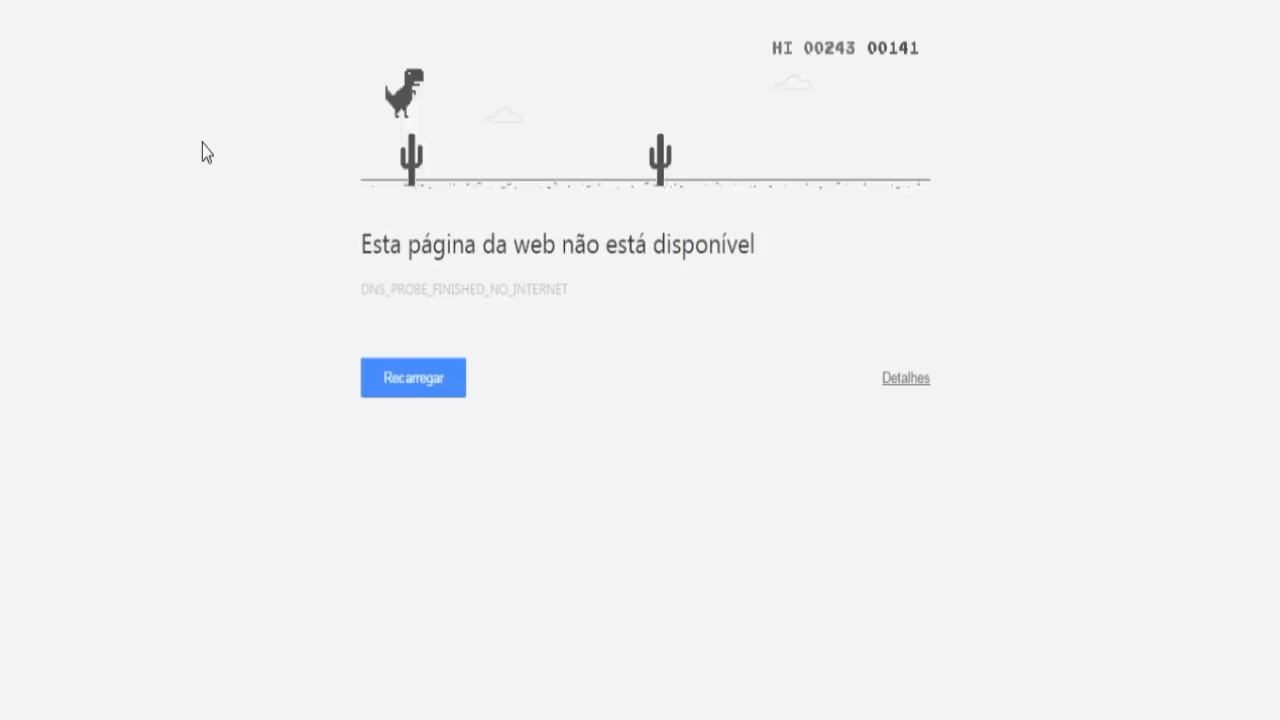 HI 00243 00141
Esta página da web não está disponível
DNS_PROBE_FINISHED_NO_INTERNET
Recarregar
Detalhes